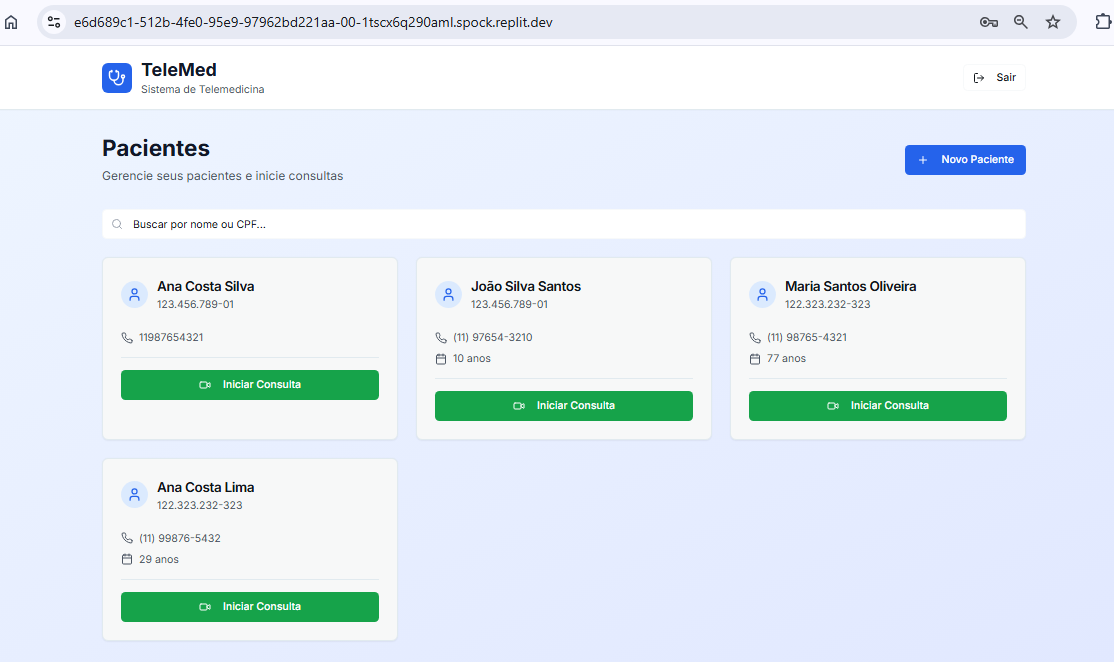 e6d689c1-512b-4fe0-95e9-97962bd221aa-00-1tscx6q290aml.spock.replit.dev
TeleMed
Sistema de Telemedicina
Sair
Pacientes
Gerencie seus pacientes e inicie consultas
Novo Paciente
Buscar por nome ou CPF...
Ana Costa Silva
123.456.789-01
11987654321
Iniciar Consulta
João Silva Santos
123.456.789-01
(11) 97654-3210
10 anos
Iniciar Consulta
Maria Santos Oliveira
122.323.232-323
(11) 98765-4321
77 anos
Iniciar Consulta
Ana Costa Lima
122.323.232-323
(11) 99876-5432
29 anos
Iniciar Consulta